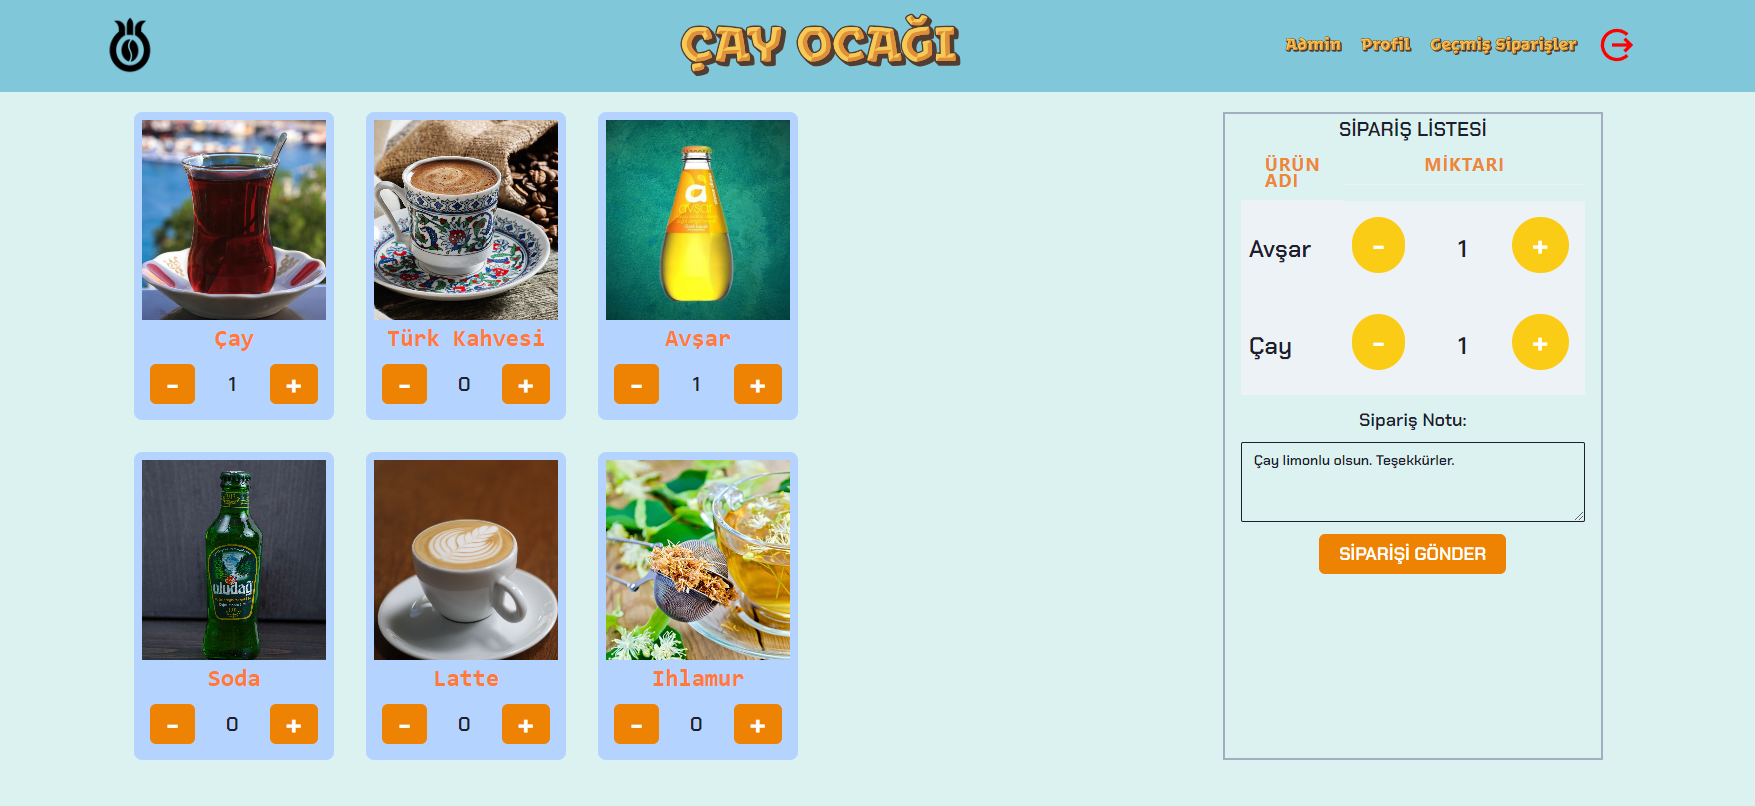 ÇAY OCAĞI
Admin Profil Geçmiş Siparişler
Çay
- 1 +
Türk Kahvesi
- 0 +
avşar
Avşar
- 1 +
uludağ
Soda
- 0 +
Latte
- 0 +
Ihlamur
- 0 +
SİPARİŞ LİSTESİ
ÜRÜN
ADI
MİKTARI
Avşar - 1 +
Çay - 1 +
Sipariş Notu:
Çay limonlu olsun. Teşekkürler.
SİPARİŞİ GÖNDER